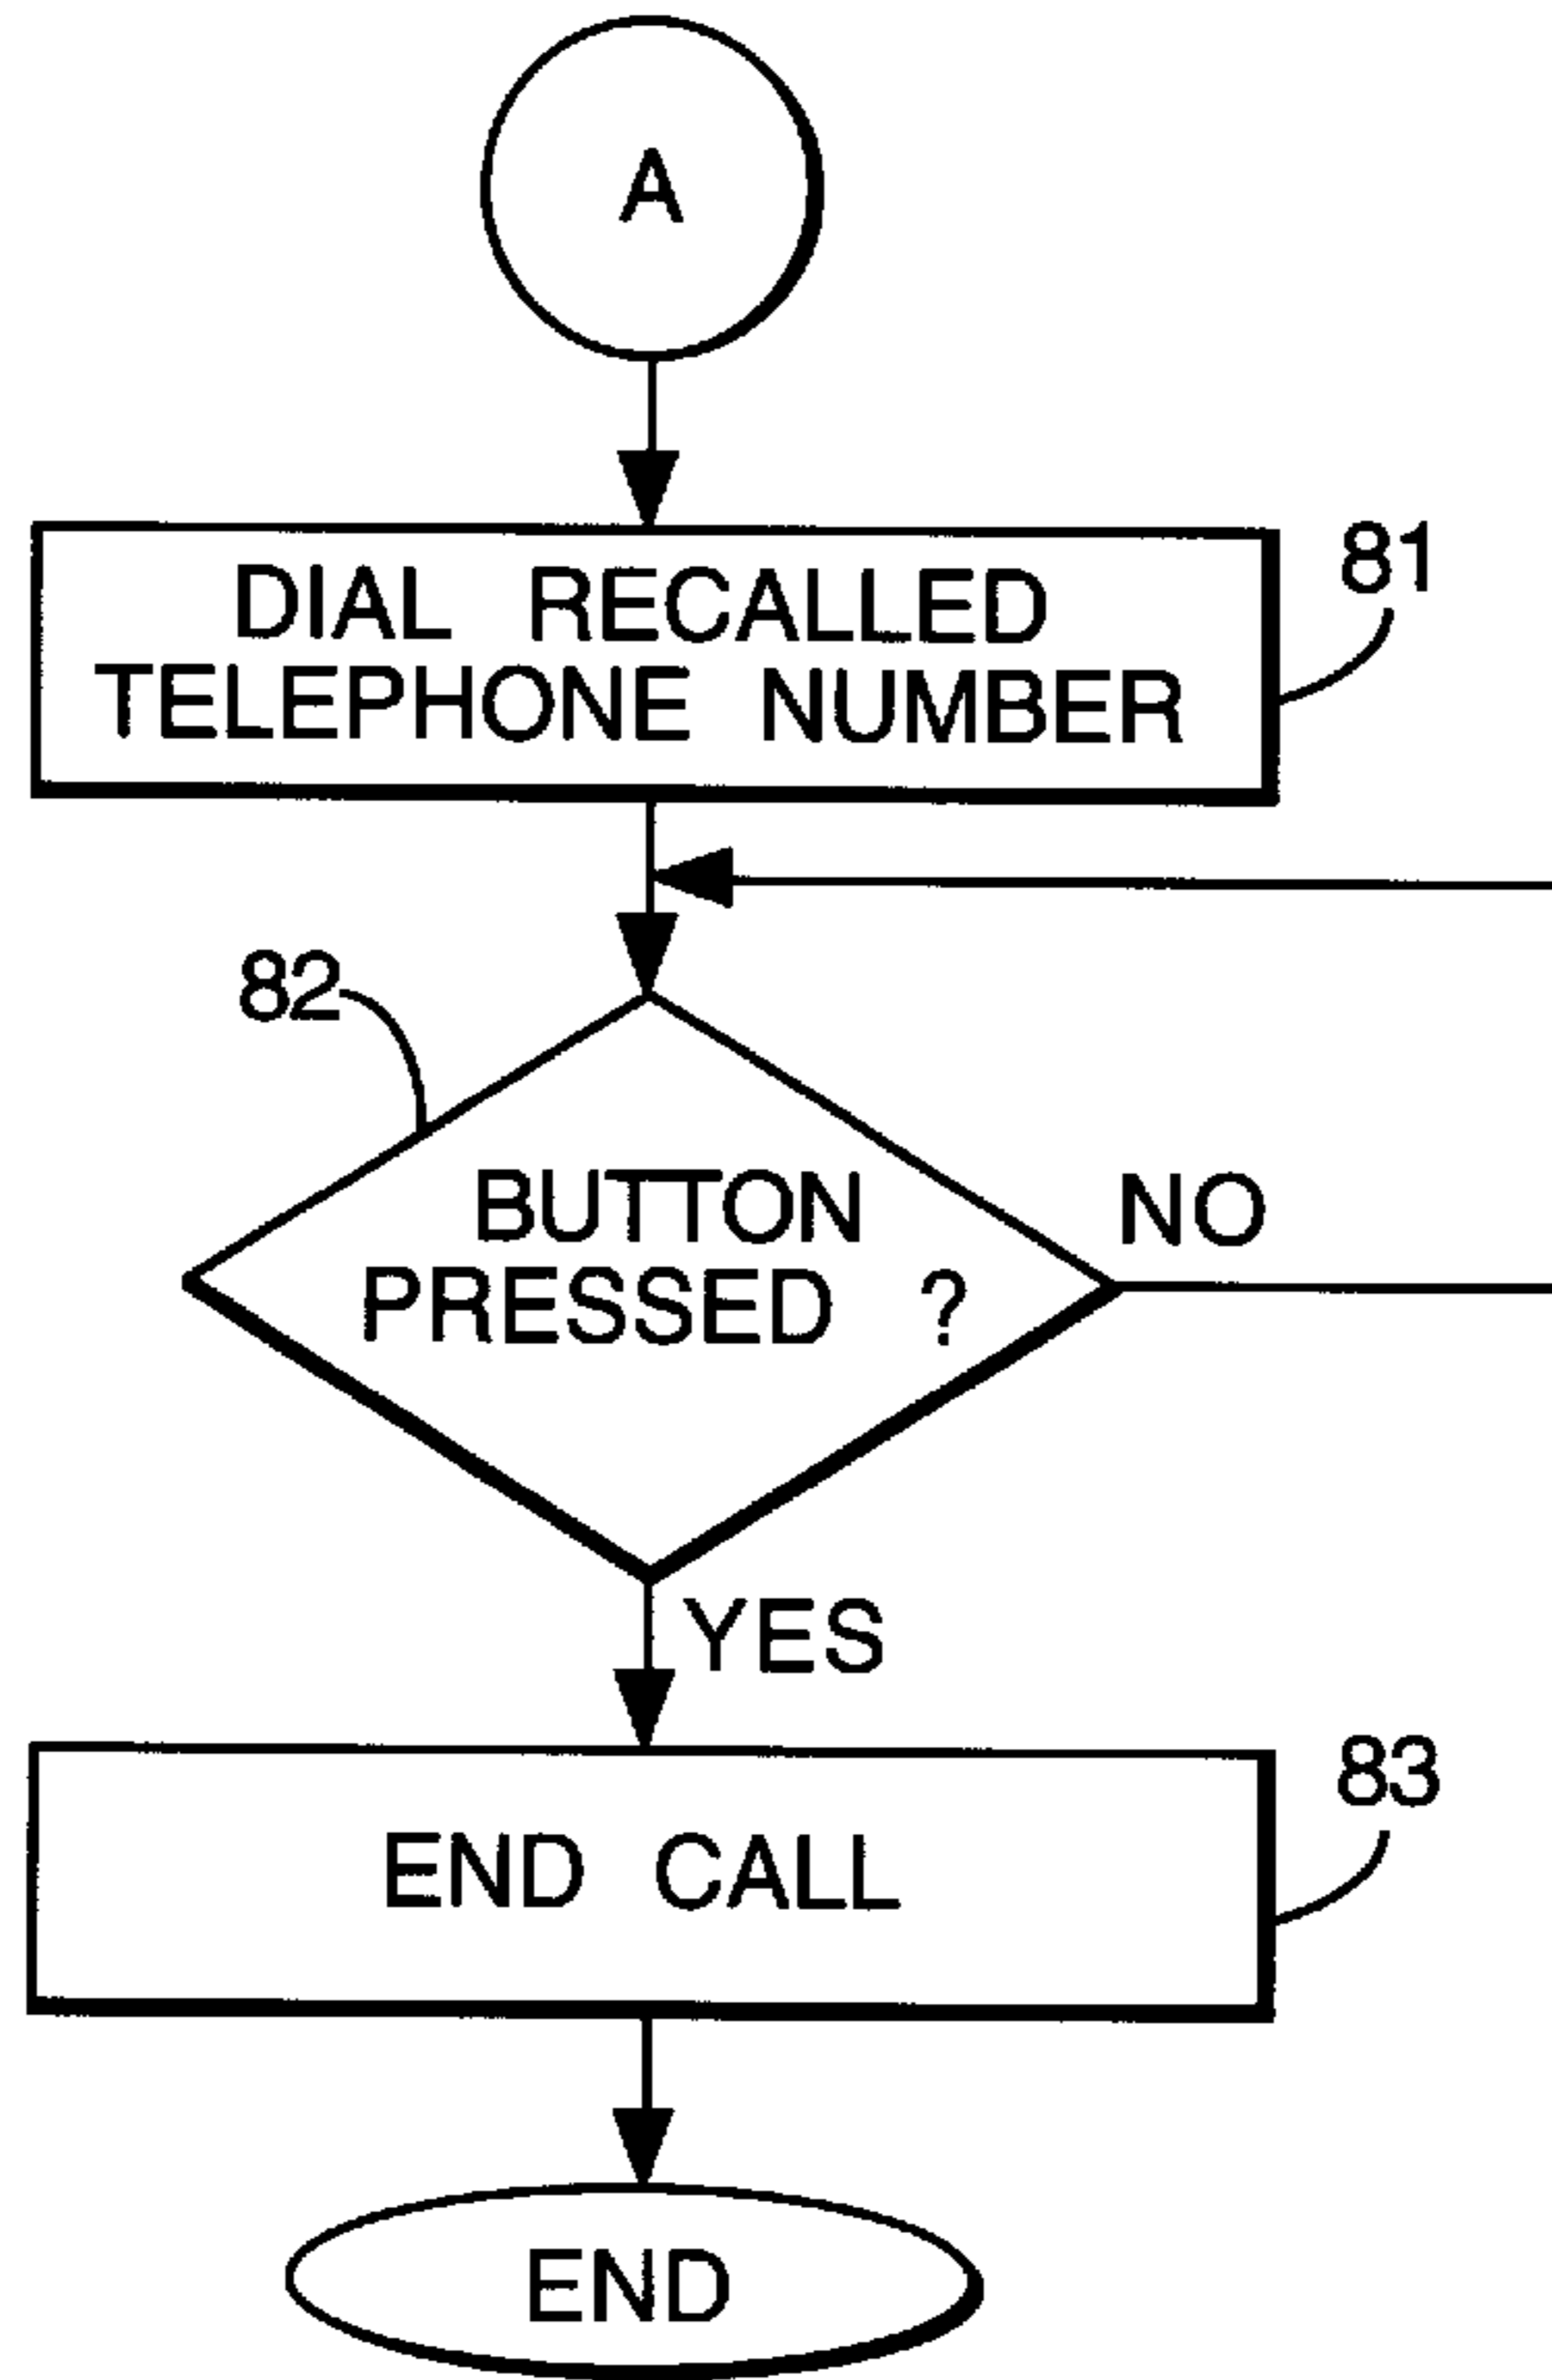 A
DIAL RECALLED
TELEPHONE NUMBER
81
82
BUTTON
PRESSED ?
NO
YES
END CALL
83
END